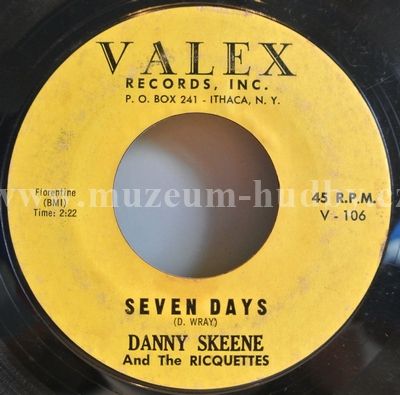 VALEX
RECORDS, INC.
P. O. BOX 241 - ITHACA, N. Y.
Florentine
(BMI)
Time: 2:22
45 R.P.M.
V - 106
www.muzeum-hudby.cz
SEVEN DAYS
(D. WRAY)
DANNY SKEENE
And The RICQUETTES